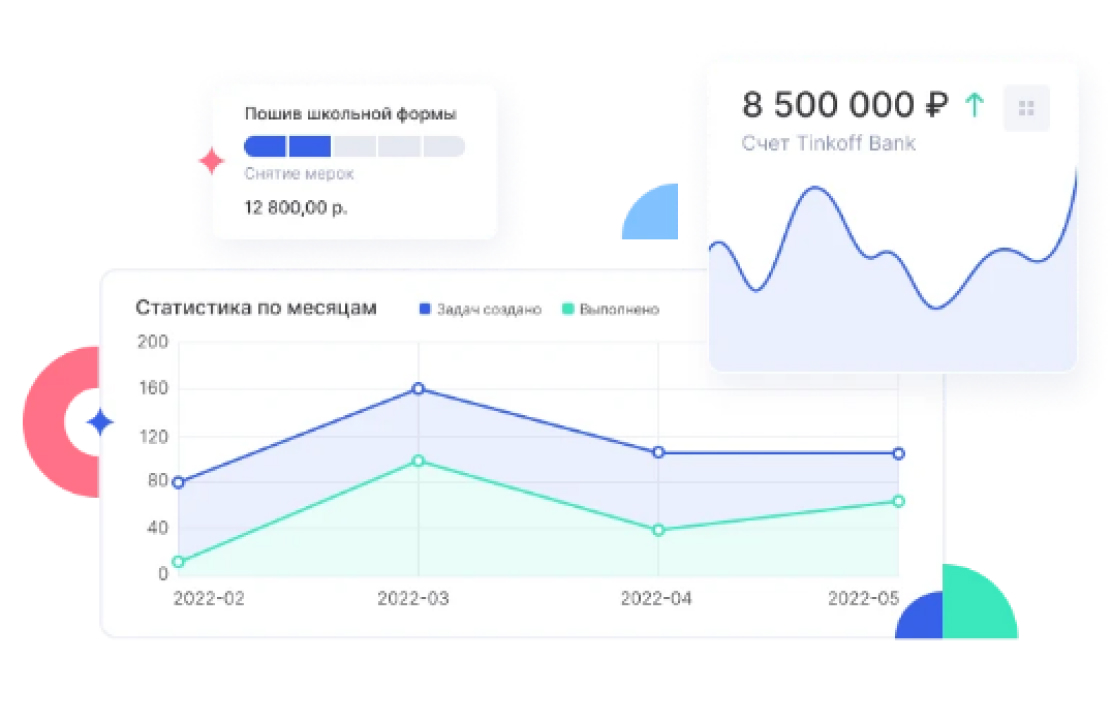 Пошив школьной формы
Снятие мерок
12 800,00 р.
8 500 000 ₽ ↑
Счет Tinkoff Bank
Статистика по месяцам
Задач создано
Выполнено
200
160
120
80
40
0
2022-02
2022-03
2022-04
2022-05